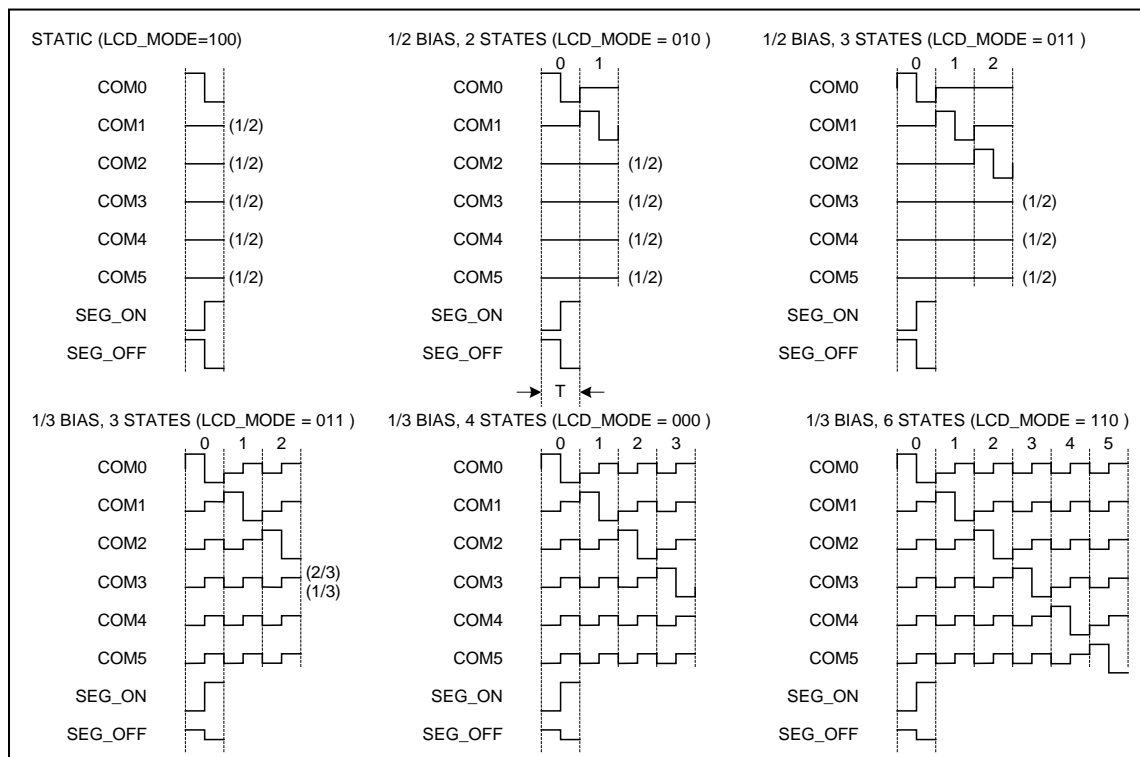 STATIC (LCD_MODE=100)
COM0
COM1
(1/2)
COM2
(1/2)
COM3
(1/2)
COM4
(1/2)
COM5
(1/2)
SEG_ON
SEG_OFF
1/2 BIAS, 2 STATES (LCD_MODE = 010 )
0 1
COM0
COM1
COM2
(1/2)
COM3
(1/2)
COM4
(1/2)
COM5
(1/2)
SEG_ON
SEG_OFF
T
1/2 BIAS, 3 STATES (LCD_MODE = 011 )
0 1 2
COM0
COM1
COM2
COM3
(1/2)
COM4
(1/2)
COM5
(1/2)
SEG_ON
SEG_OFF
1/3 BIAS, 3 STATES (LCD_MODE = 011 )
0 1 2
COM0
COM1
COM2
COM3
(2/3)
(1/3)
COM4
COM5
SEG_ON
SEG_OFF
1/3 BIAS, 4 STATES (LCD_MODE = 000 )
0 1 2 3
COM0
COM1
COM2
COM3
COM4
COM5
SEG_ON
SEG_OFF
1/3 BIAS, 6 STATES (LCD_MODE = 110 )
0 1 2 3 4 5
COM0
COM1
COM2
COM3
COM4
COM5
SEG_ON
SEG_OFF